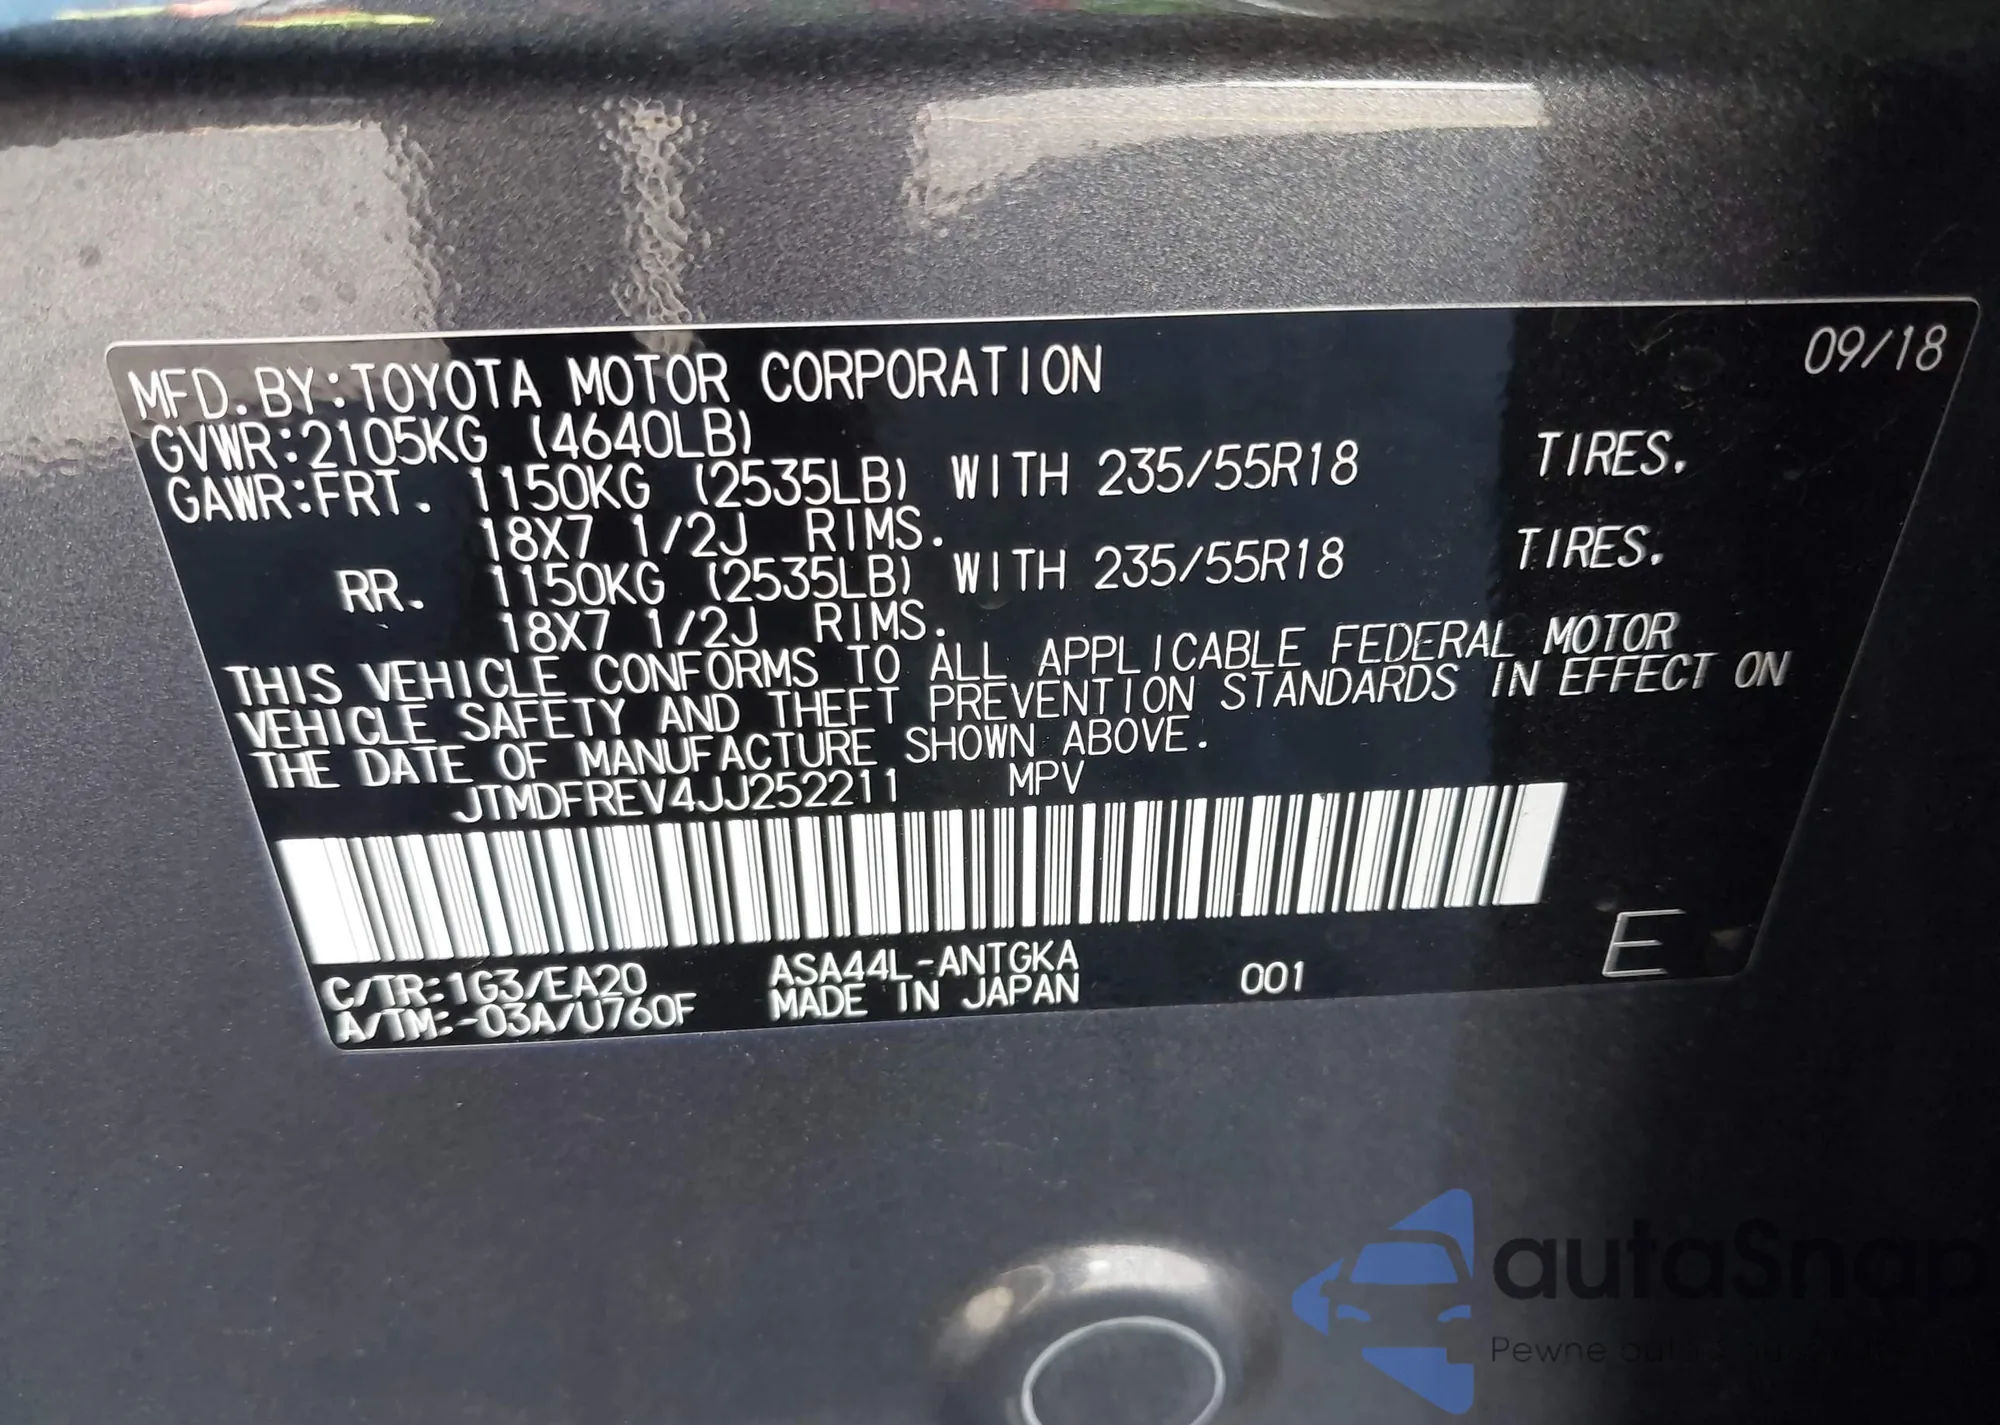 09/18
MFD.BY:TOYOTA MOTOR CORPORATION
GVWR:2105KG (4640LB)
GAWR:FRT. 1150KG (2535LB) WITH 235/55R18 TIRES.
18X7 1/2J RIMS.
RR. 1150KG (2535LB) WITH 235/55R18 TIRES.
18X7 1/2J RIMS.
THIS VEHICLE CONFORMS TO ALL APPLICABLE FEDERAL MOTOR
VEHICLE SAFETY AND THEFT PREVENTION STANDARDS IN EFFECT ON
THE DATE OF MANUFACTURE SHOWN ABOVE.
JTMDFREV4JJ252211 MPV
E
C/TR:1G3/EA20 ASA44L-ANTGKA 001
A/TM:-03A/U760F MADE IN JAPAN
autaSnap
Pewne auta